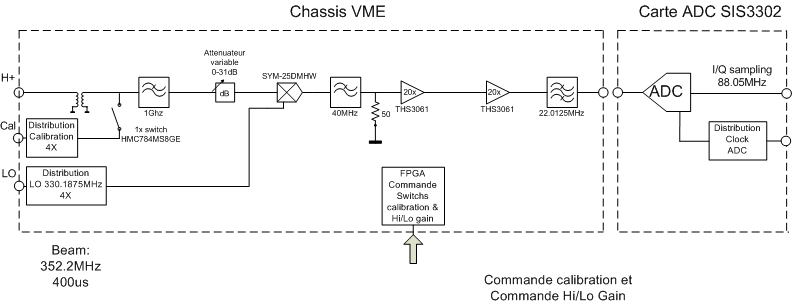 Chassis VME
Carte ADC SIS3302
H+
Cal
LO
Distribution
Calibration
4X
1x switch
HMC784MS8GE
1Ghz
Attenuateur
variable
0-31dB
dB
SYM-25DMHW
40MHz
50
20x
THS3061
20x
THS3061
22.0125MHz
ADC
I/Q sampling
88.05MHz
Distribution
Clock
ADC
Distribution
LO 330.1875MHz
4X
FPGA
Commande
Switchs
calibration &
Hi/Lo gain
Beam:
352.2MHz
400us
Commande calibration et
Commande Hi/Lo Gain